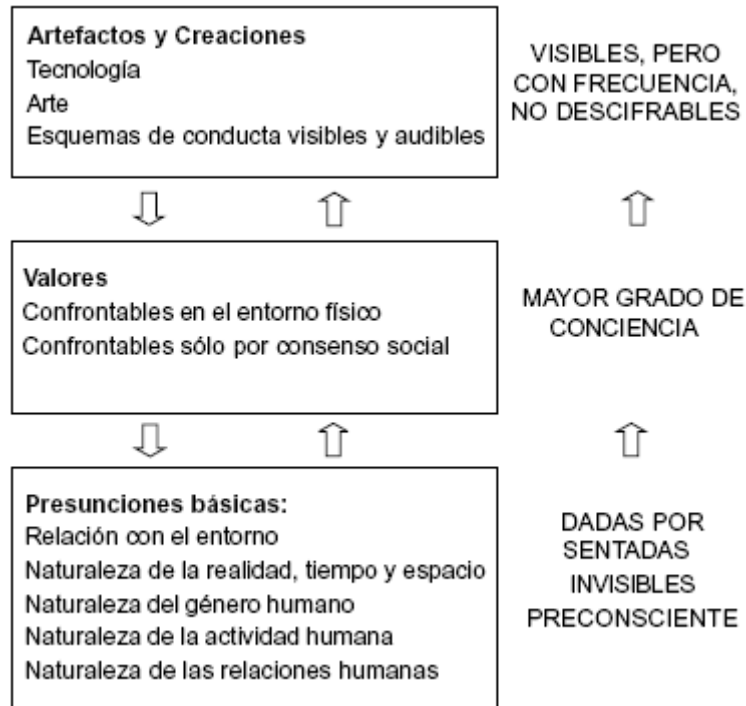 Artefactos y Creaciones
Tecnología
Arte
Esquemas de conducta visibles y audibles
VISIBLES, PERO
CON FRECUENCIA,
NO DESCIFRABLES
Valores
Confrontables en el entorno físico
Confrontables sólo por consenso social
MAYOR GRADO DE
CONCIENCIA
Presunciones básicas:
Relación con el entorno
Naturaleza de la realidad, tiempo y espacio
Naturaleza del género humano
Naturaleza de la actividad humana
Naturaleza de las relaciones humanas
DADAS POR
SENTADAS
INVISIBLES
PRECONSCIENTE